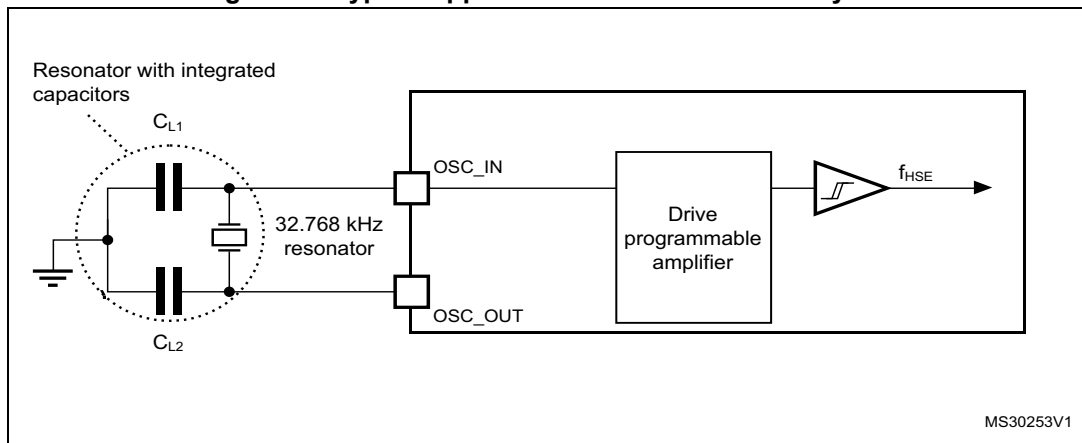 Resonator with integrated
capacitors
CL1
OSC_IN
fHSE
32.768 kHz
resonator
Drive
programmable
amplifier
OSC_OUT
CL2
MS30253V1